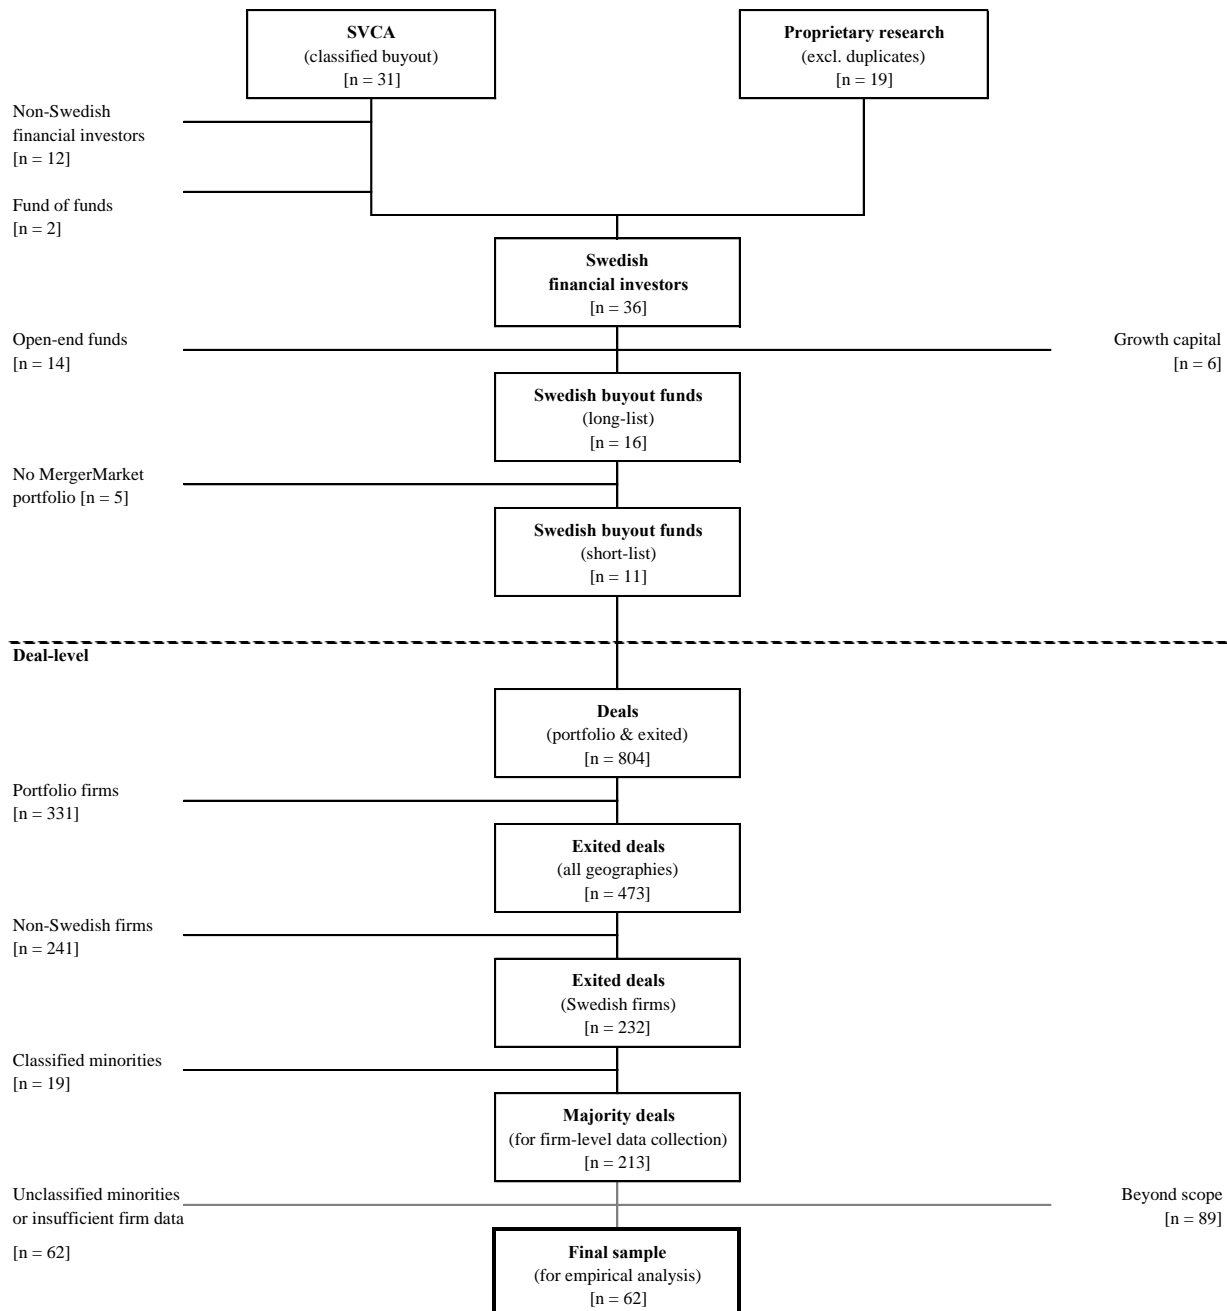 SVCA
(classified buyout)
[n = 31]
Proprietary research
(excl. duplicates)
[n = 19]
Non-Swedish
financial investors
[n = 12]
Fund of funds
[n = 2]
Swedish
financial investors
[n = 36]
Open-end funds
[n = 14]
Growth capital
[n = 6]
Swedish buyout funds
(long-list)
[n = 16]
No MergerMarket
portfolio [n = 5]
Swedish buyout funds
(short-list)
[n = 11]
Deal-level
Deals
(portfolio & exited)
[n = 804]
Portfolio firms
[n = 331]
Exited deals
(all geographies)
[n = 473]
Non-Swedish firms
[n = 241]
Exited deals
(Swedish firms)
[n = 232]
Classified minorities
[n = 19]
Majority deals
(for firm-level data collection)
[n = 213]
Unclassified minorities
or insufficient firm data
[n = 62]
Beyond scope
[n = 89]
Final sample
(for empirical analysis)
[n = 62]